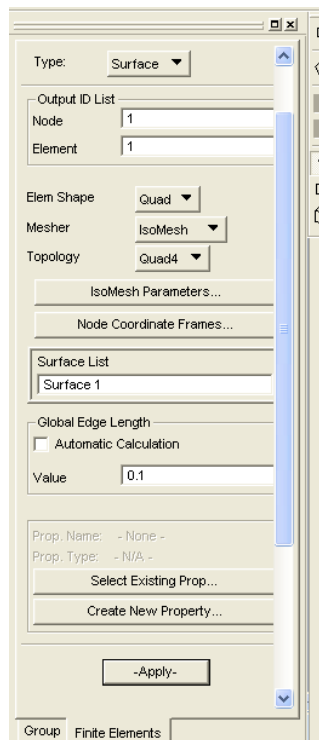 Type: Surface
Output ID List
Node 1
Element 1
Elem Shape Quad
Mesher IsoMesh
Topology Quad4
IsoMesh Parameters...
Node Coordinate Frames...
Surface List
Surface 1
Global Edge Length
Automatic Calculation
Value 0.1
Prop. Name: - None -
Prop. Type: - N/A -
Select Existing Prop...
Create New Property...
-Apply-
Group Finite Elements